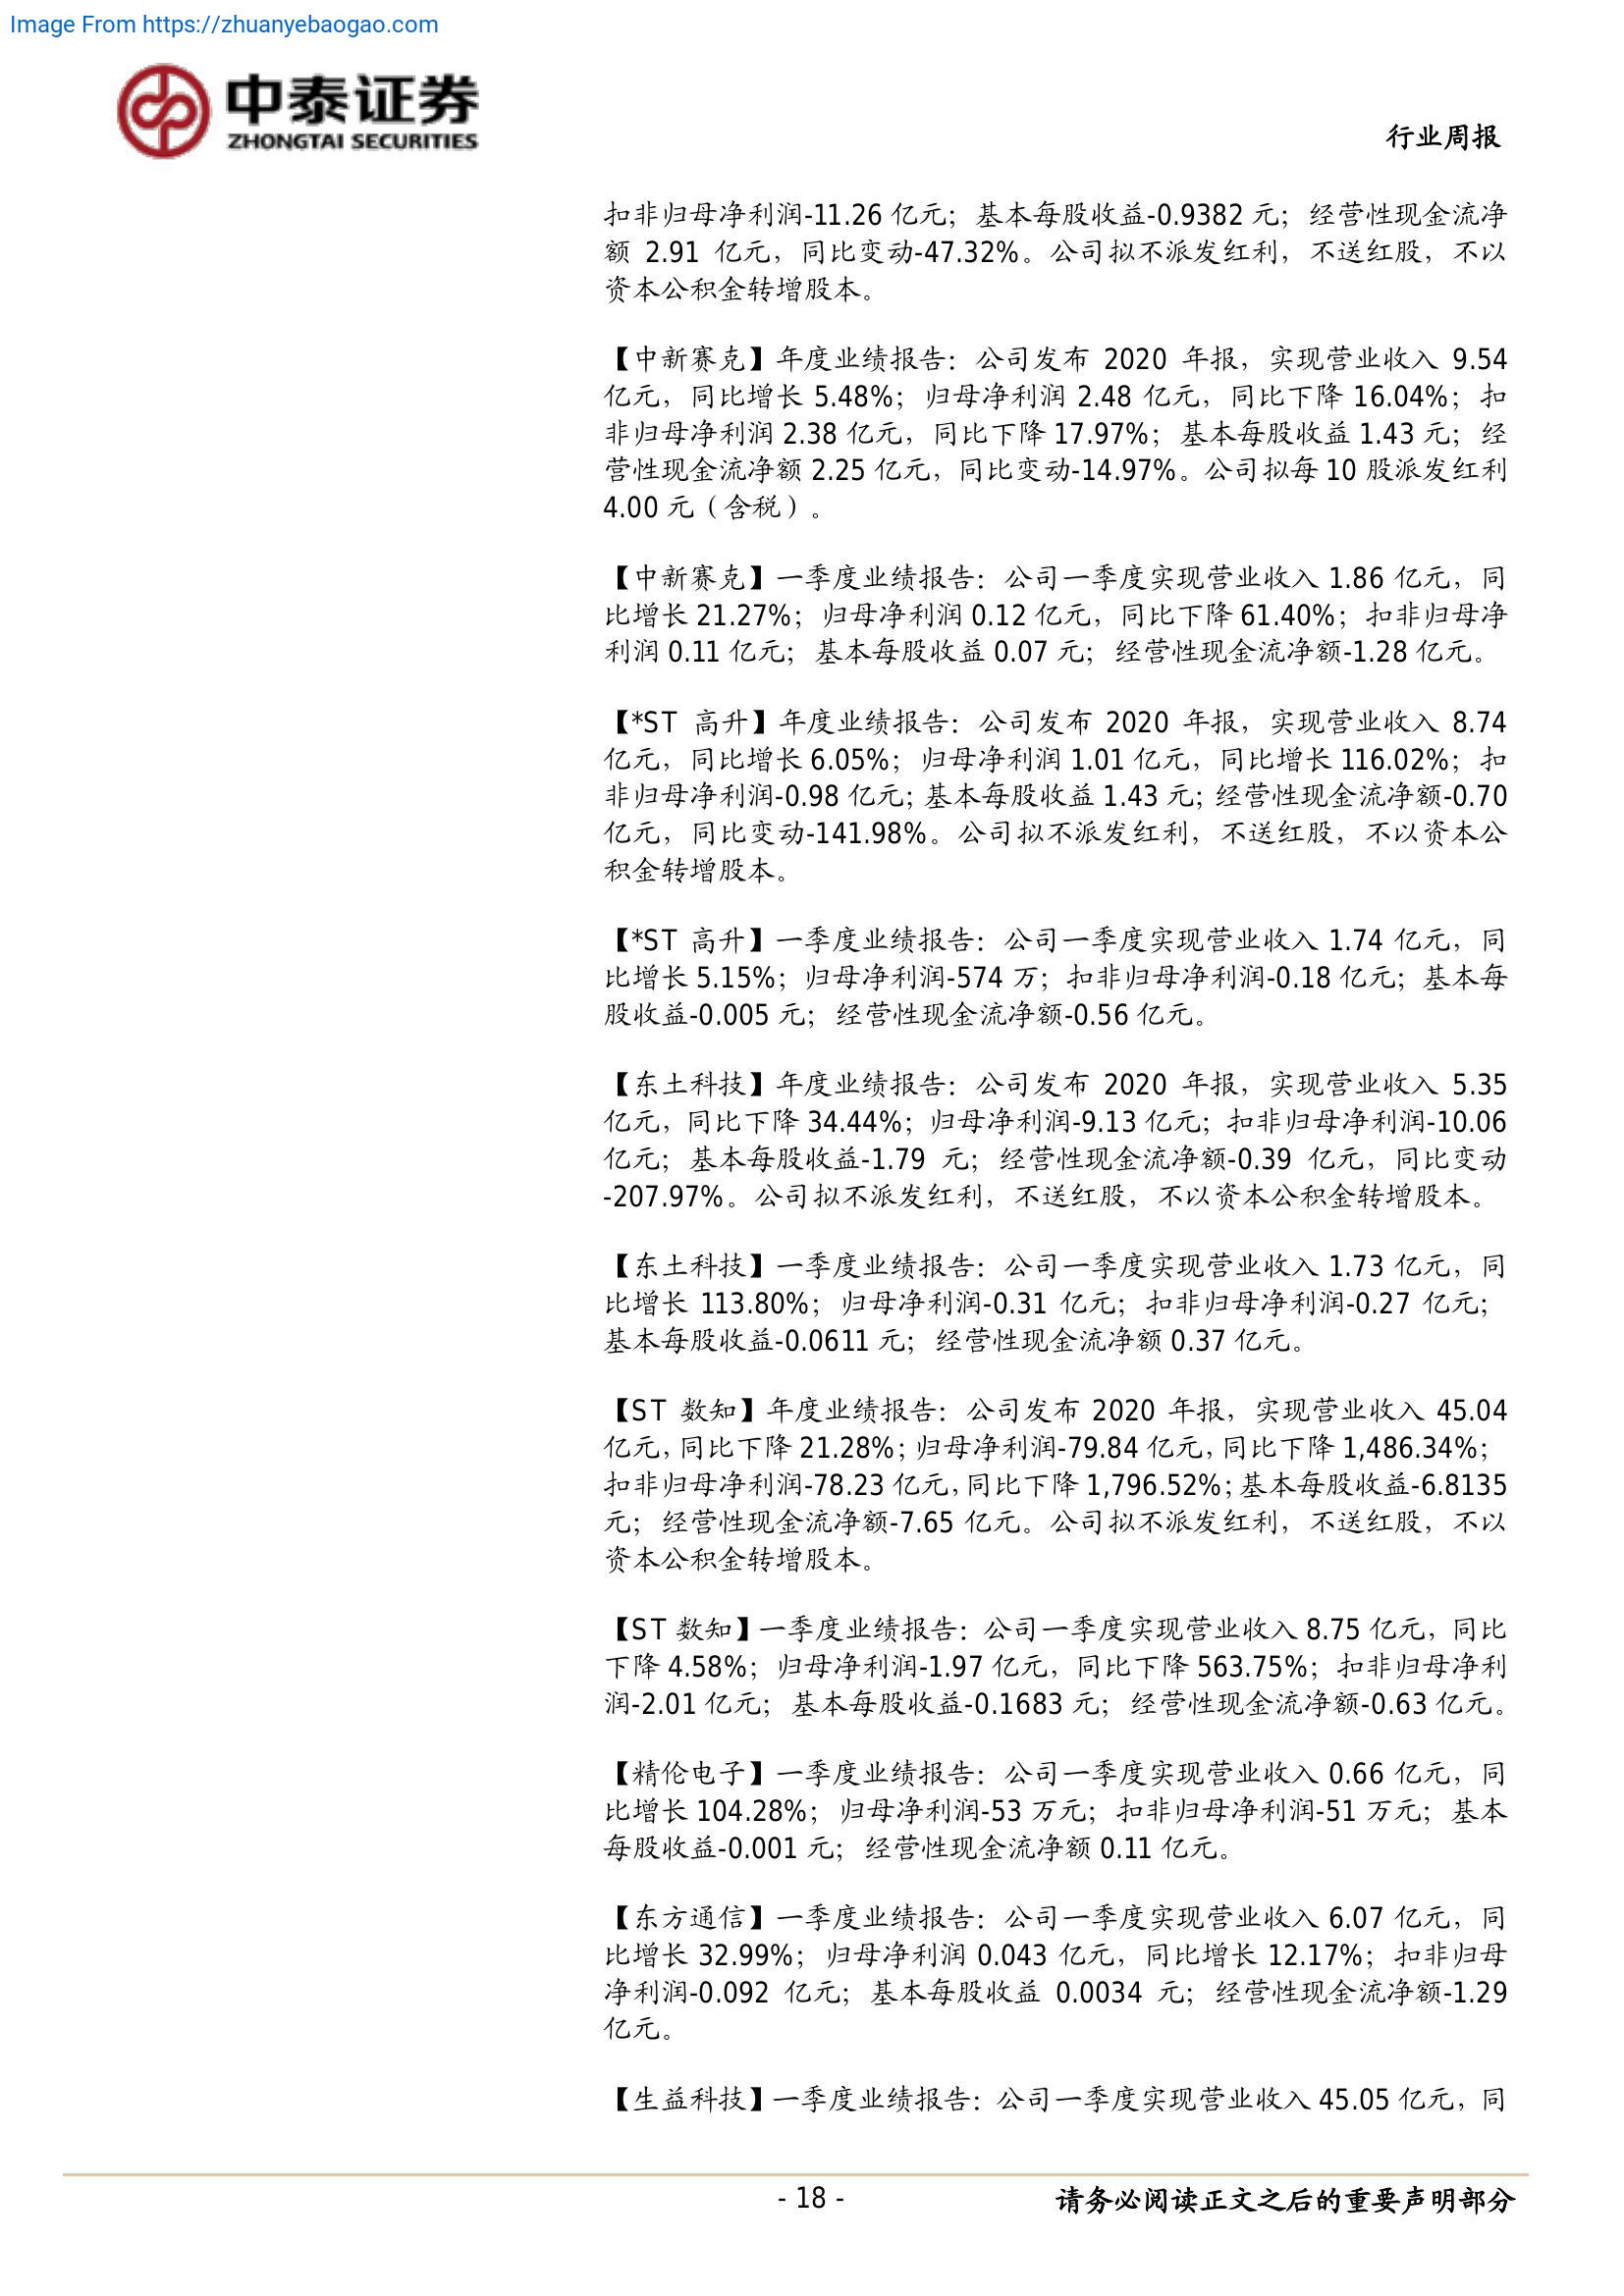 Image From https://zhuanyebaogao.com
中泰证券
ZHONGTAI SECURITIES
行业周报
扣非归母净利润-11.26 亿元；基本每股收益-0.9382 元；经营性现金流净
额 2.91 亿元，同比变动-47.32%。公司拟不派发红利，不送红股，不以
资本公积金转增股本。
【中新赛克】年度业绩报告：公司发布 2020 年报，实现营业收入 9.54
亿元，同比增长 5.48%；归母净利润 2.48 亿元，同比下降 16.04%；扣
非归母净利润 2.38 亿元，同比下降 17.97%；基本每股收益 1.43 元；经
营性现金流净额 2.25 亿元，同比变动-14.97%。公司拟每 10 股派发红利
4.00 元（含税）。
【中新赛克】一季度业绩报告：公司一季度实现营业收入 1.86 亿元，同
比增长 21.27%；归母净利润 0.12 亿元，同比下降 61.40%；扣非归母净
利润 0.11 亿元；基本每股收益 0.07 元；经营性现金流净额-1.28 亿元。
【*ST 高升】年度业绩报告：公司发布 2020 年报，实现营业收入 8.74
亿元，同比增长 6.05%；归母净利润 1.01 亿元，同比增长 116.02%；扣
非归母净利润-0.98 亿元；基本每股收益 1.43 元；经营性现金流净额-0.70
亿元，同比变动-141.98%。公司拟不派发红利，不送红股，不以资本公
积金转增股本。
【*ST 高升】一季度业绩报告：公司一季度实现营业收入 1.74 亿元，同
比增长 5.15%；归母净利润-574 万；扣非归母净利润-0.18 亿元；基本每
股收益-0.005 元；经营性现金流净额-0.56 亿元。
【东土科技】年度业绩报告：公司发布 2020 年报，实现营业收入 5.35
亿元，同比下降 34.44%；归母净利润-9.13 亿元；扣非归母净利润-10.06
亿元；基本每股收益-1.79 元；经营性现金流净额-0.39 亿元，同比变动
-207.97%。公司拟不派发红利，不送红股，不以资本公积金转增股本。
【东土科技】一季度业绩报告：公司一季度实现营业收入 1.73 亿元，同
比增长 113.80%；归母净利润-0.31 亿元；扣非归母净利润-0.27 亿元；
基本每股收益-0.0611 元；经营性现金流净额 0.37 亿元。
【ST 数知】年度业绩报告：公司发布 2020 年报，实现营业收入 45.04
亿元，同比下降 21.28%；归母净利润-79.84 亿元，同比下降 1,486.34%；
扣非归母净利润-78.23 亿元，同比下降 1,796.52%；基本每股收益-6.8135
元；经营性现金流净额-7.65 亿元。公司拟不派发红利，不送红股，不以
资本公积金转增股本。
【ST 数知】一季度业绩报告：公司一季度实现营业收入 8.75 亿元，同比
下降 4.58%；归母净利润-1.97 亿元，同比下降 563.75%；扣非归母净利
润-2.01 亿元；基本每股收益-0.1683 元；经营性现金流净额-0.63 亿元。
【精伦电子】一季度业绩报告：公司一季度实现营业收入 0.66 亿元，同
比增长 104.28%；归母净利润-53 万元；扣非归母净利润-51 万元；基本
每股收益-0.001 元；经营性现金流净额 0.11 亿元。
【东方通信】一季度业绩报告：公司一季度实现营业收入 6.07 亿元，同
比增长 32.99%；归母净利润 0.043 亿元，同比增长 12.17%；扣非归母
净利润-0.092 亿元；基本每股收益 0.0034 元；经营性现金流净额-1.29
亿元。
【生益科技】一季度业绩报告：公司一季度实现营业收入 45.05 亿元，同
- 18 -
请务必阅读正文之后的重要声明部分